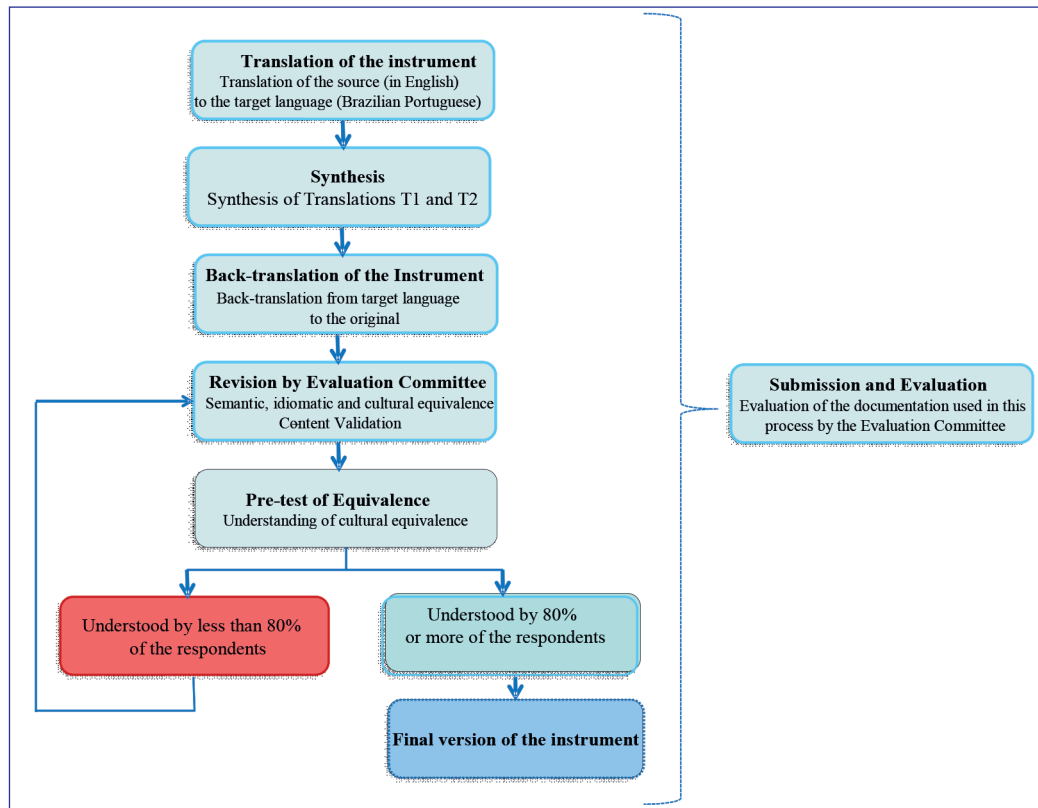 Translation of the instrument
Translation of the source (in English)
to the target language (Brazilian Portuguese)
Synthesis
Synthesis of Translations T1 and T2
Back-translation of the Instrument
Back-translation from target language
to the original
Revision by Evaluation Committee
Semantic, idiomatic and cultural equivalence
Content Validation
Pre-test of Equivalence
Understanding of cultural equivalence
Understood by less than 80%
of the respondents
Understood by 80%
or more of the respondents
Final version of the instrument
Submission and Evaluation
Evaluation of the documentation used in this
process by the Evaluation Committee